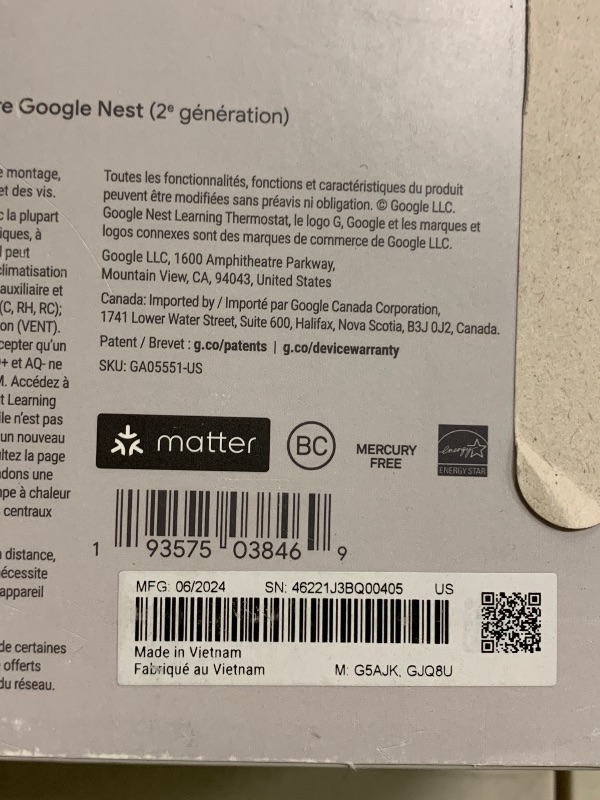 re Google Nest (2e génération)
e montage,
et des vis.
c la plupart
iques, à
l peut
climatisation
auxiliaire et
(C, RH, RC);
on (VENT).
cepter qu'un
+ et AQ- ne
M. Accédez à
t Learning
ile n'est pas
un nouveau
ultez la page
ndons une
npe à chaleur
centraux
distance,
écessite
appareil
de certaines
offerts
du réseau.
Toutes les fonctionnalités, fonctions et caractéristiques du produit
peuvent être modifiées sans préavis ni obligation. © Google LLC.
Google Nest Learning Thermostat, le logo G, Google et les marques et
logos connexes sont des marques de commerce de Google LLC.
Google LLC, 1600 Amphitheatre Parkway,
Mountain View, CA, 94043, United States
Canada: Imported by / Importé par Google Canada Corporation,
1741 Lower Water Street, Suite 600, Halifax, Nova Scotia, B3J 0J2, Canada.
Patent / Brevet : g.co/patents | g.co/devicewarranty
SKU: GA05551-US
matter
BC
MERCURY
FREE
energy
ENERGY STAR
1 93575 03846 9
MFG: 06/2024 SN: 46221J3BQ00405 US
Made in Vietnam
Fabriqué au Vietnam M: G5AJK, GJQ8U